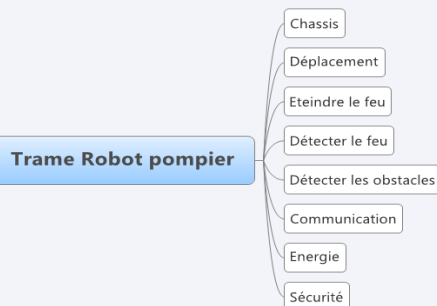 Chassis
Déplacement
Eteindre le feu
Détecter le feu
Trame Robot pompier
Détecter les obstacles
Communication
Energie
Sécurité